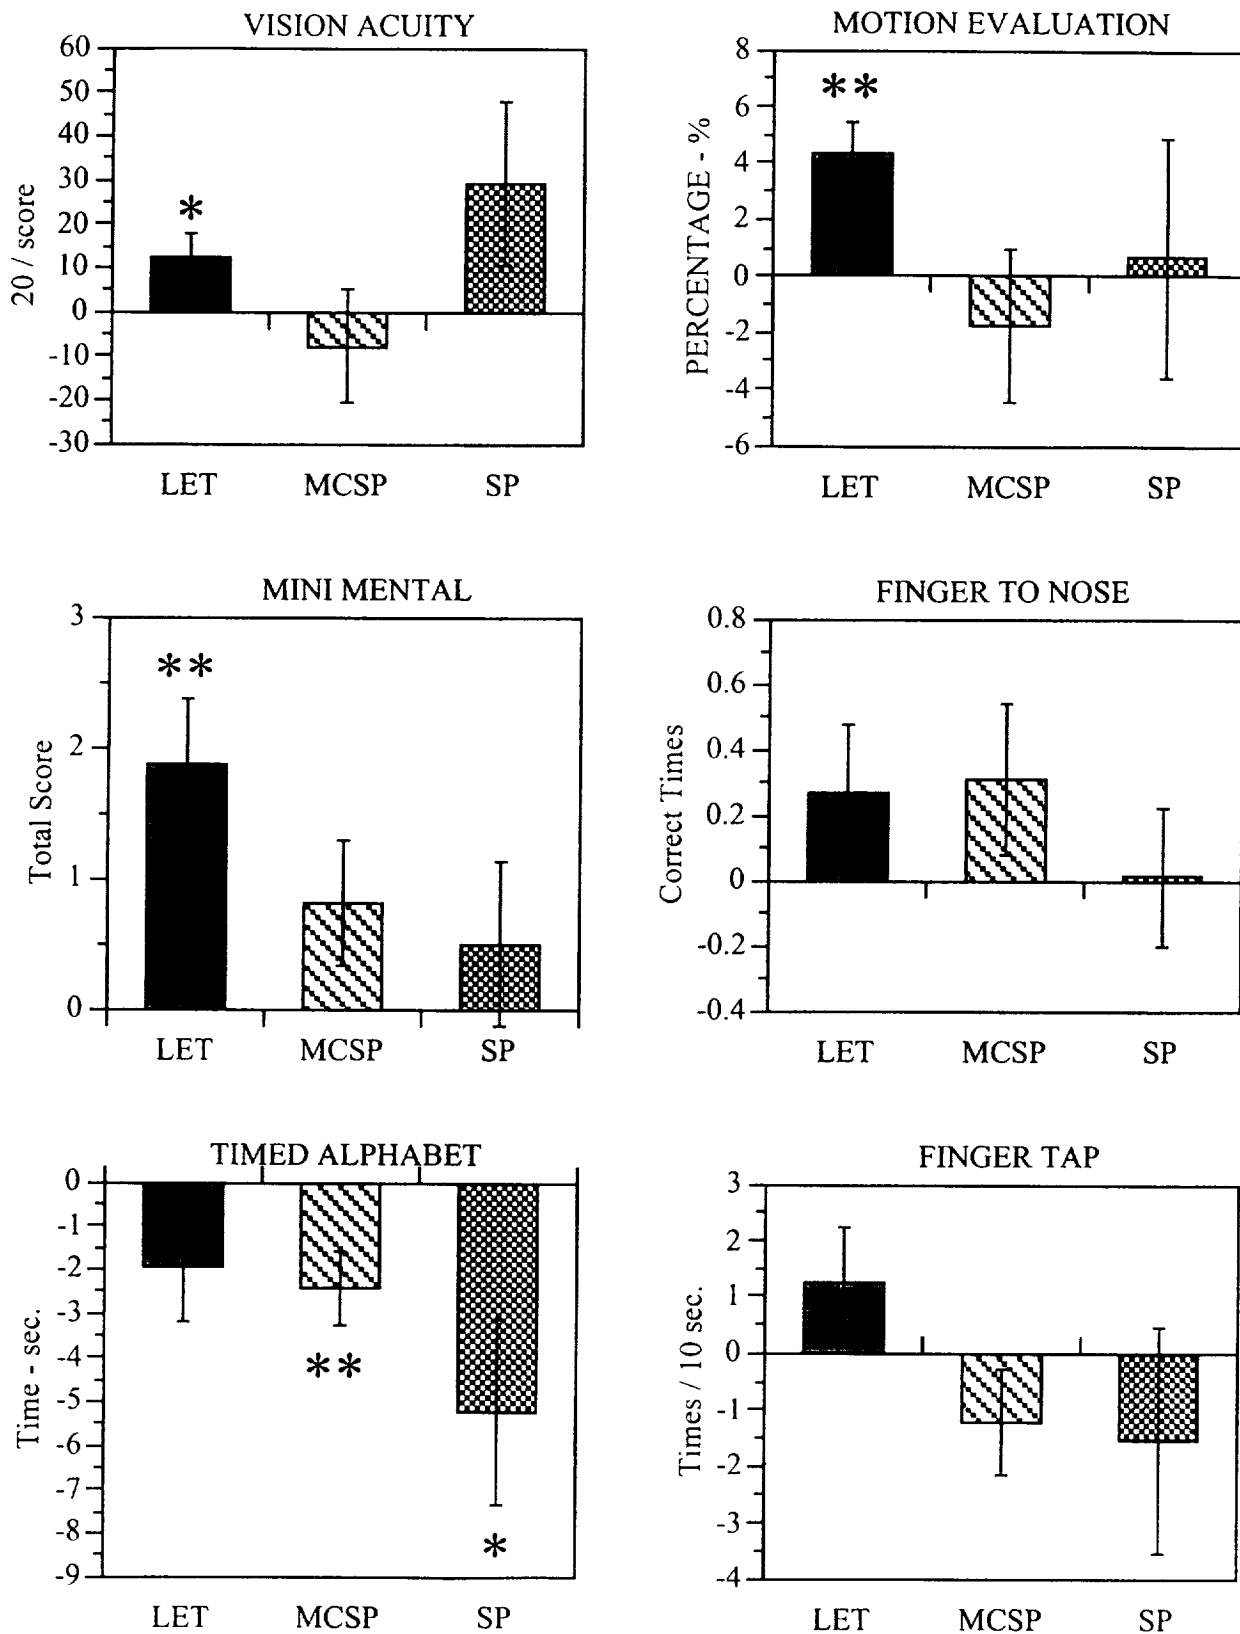 VISION ACUITY
60
50
40
30
20
10
0
-10
-20
-30
20 / score
*
LET MCSP SP
MOTION EVALUATION
8
6
4
2
0
-2
-4
-6
PERCENTAGE - %
**
LET MCSP SP
MINI MENTAL
3
2
1
0
Total Score
**
LET MCSP SP
FINGER TO NOSE
0.8
0.6
0.4
0.2
0
-0.2
-0.4
Correct Times
LET MCSP SP
TIMED ALPHABET
0
-1
-2
-3
-4
-5
-6
-7
-8
-9
Time - sec.
**
*
LET MCSP SP
FINGER TAP
3
2
1
0
-1
-2
-3
-4
Times / 10 sec.
LET MCSP SP